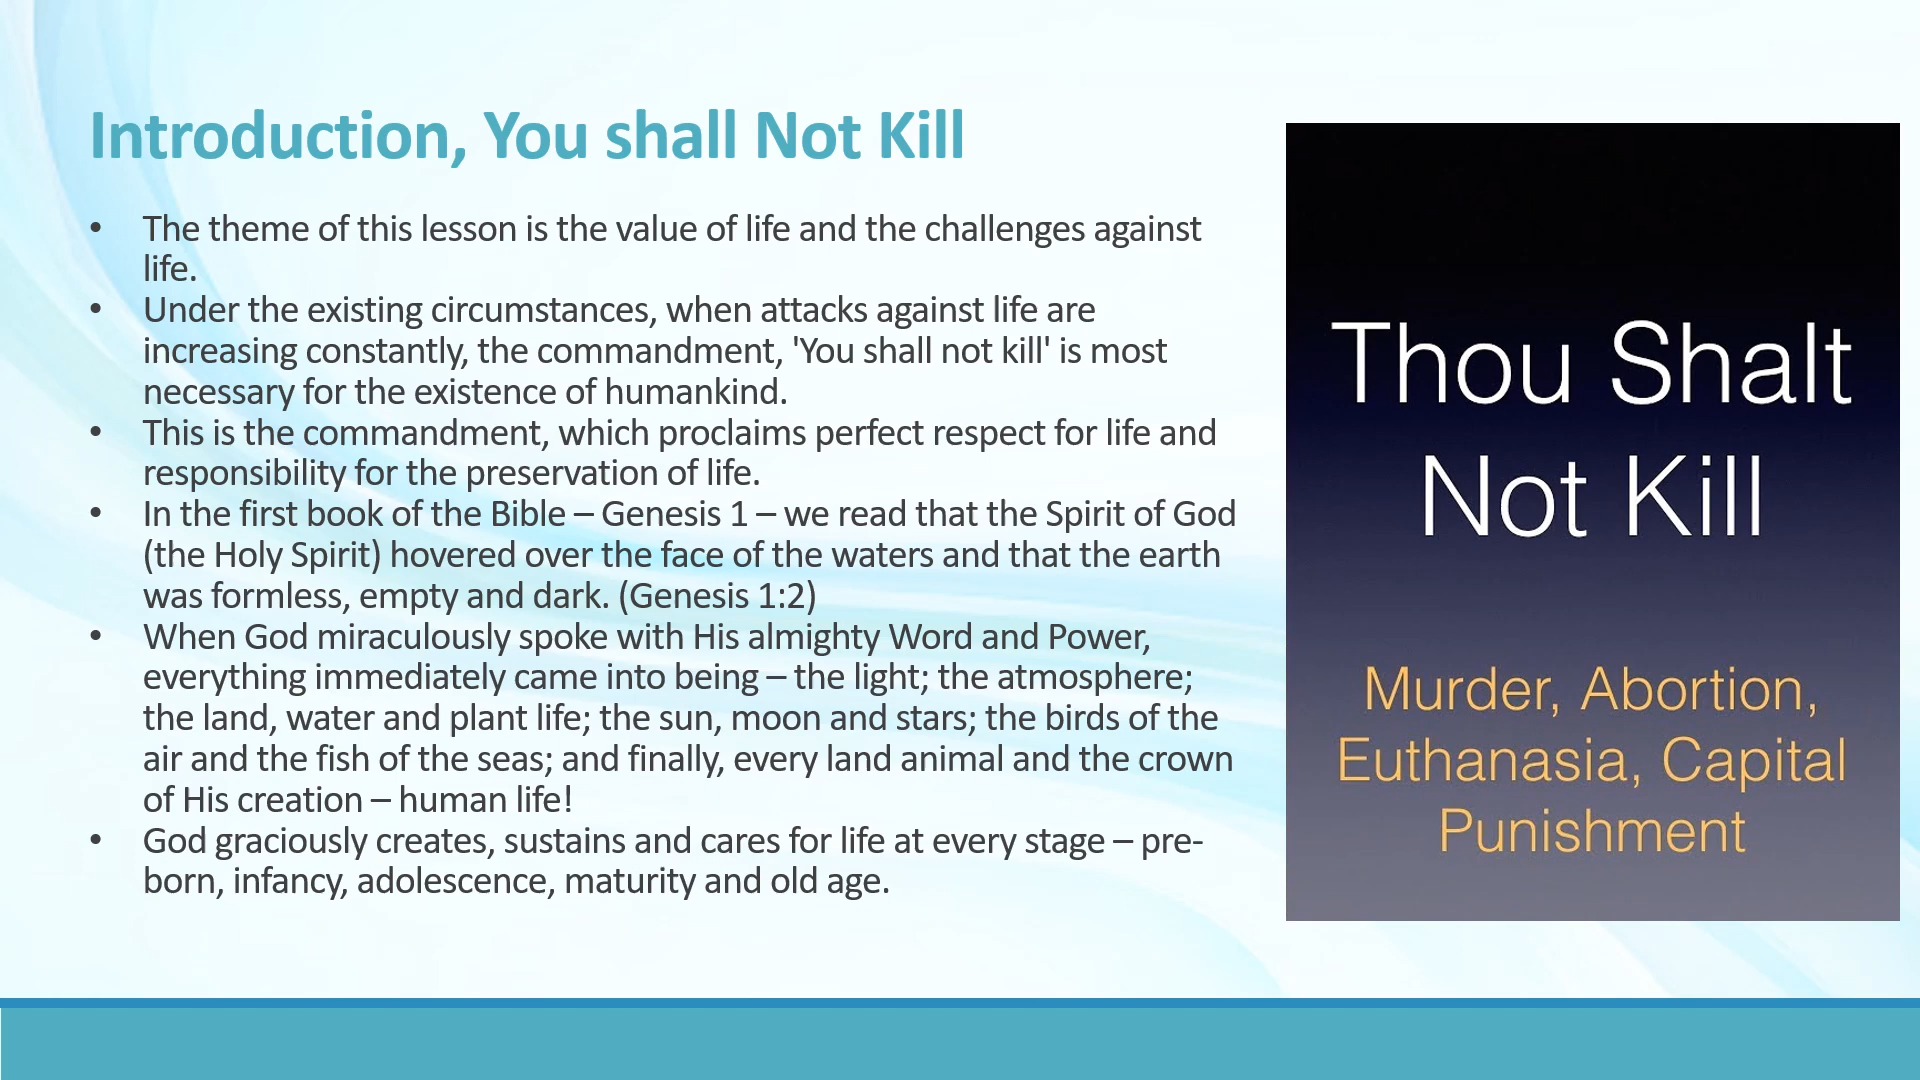 Introduction, You shall Not Kill
• The theme of this lesson is the value of life and the challenges against
life.
• Under the existing circumstances, when attacks against life are
increasing constantly, the commandment, 'You shall not kill' is most
necessary for the existence of humankind.
• This is the commandment, which proclaims perfect respect for life and
responsibility for the preservation of life.
• In the first book of the Bible – Genesis 1 – we read that the Spirit of God
(the Holy Spirit) hovered over the face of the waters and that the earth
was formless, empty and dark. (Genesis 1:2)
• When God miraculously spoke with His almighty Word and Power,
everything immediately came into being – the light; the atmosphere;
the land, water and plant life; the sun, moon and stars; the birds of the
air and the fish of the seas; and finally, every land animal and the crown
of His creation – human life!
• God graciously creates, sustains and cares for life at every stage – pre-
born, infancy, adolescence, maturity and old age.
Thou Shalt
Not Kill
Murder, Abortion,
Euthanasia, Capital
Punishment